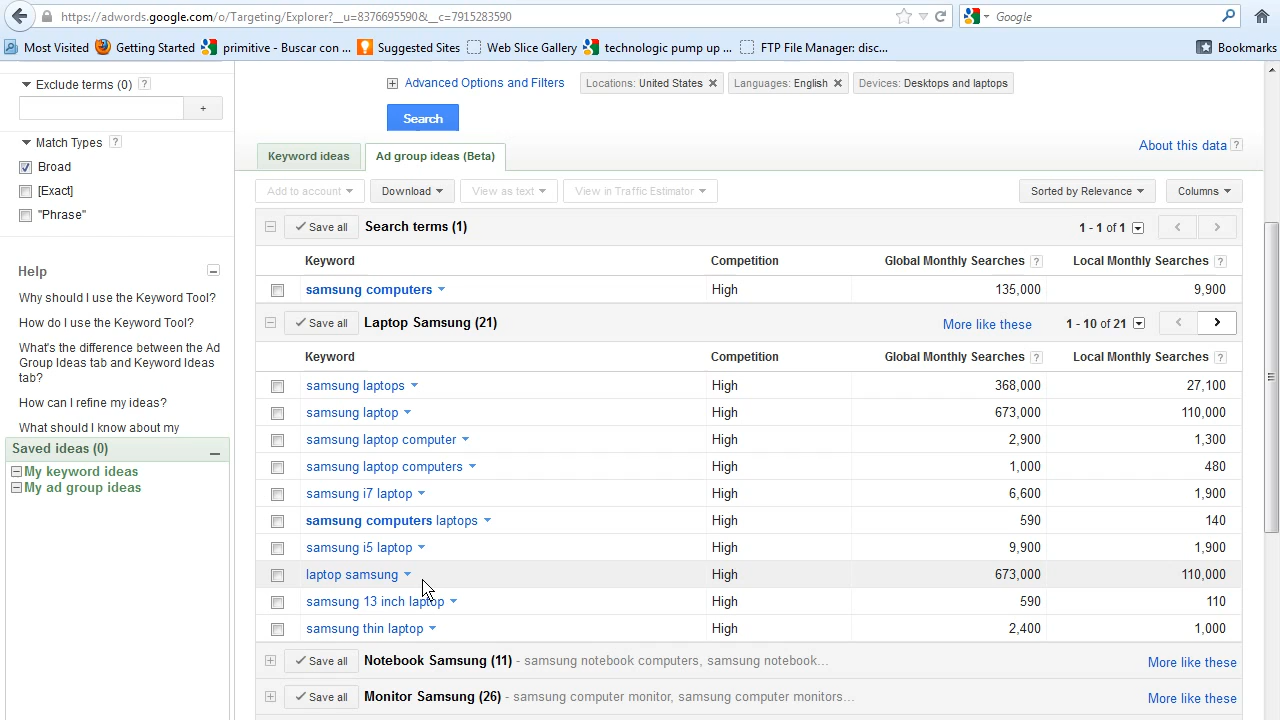 https://adwords.google.com/o/Targeting/Explorer?__u=8376695590&__c=7915283590
Google
Most Visited
Getting Started
primitive - Buscar con ...
Suggested Sites
Web Slice Gallery
technologic pump up ...
FTP File Manager: disc...
Bookmarks
Exclude terms (0) ?
+
Match Types ?
Broad
[Exact]
"Phrase"
Help
Why should I use the Keyword Tool?
How do I use the Keyword Tool?
What's the difference between the Ad
Group Ideas tab and Keyword Ideas
tab?
How can I refine my ideas?
What should I know about my
Saved ideas (0)
My keyword ideas
My ad group ideas
Advanced Options and Filters
Locations: United States
Languages: English
Devices: Desktops and laptops
Search
About this data ?
Keyword ideas
Ad group ideas (Beta)
Add to account
Download
View as text
View in Traffic Estimator
Sorted by Relevance
Columns
Save all Search terms (1) 1 - 1 of 1
Keyword Competition Global Monthly Searches ? Local Monthly Searches ?
samsung computers High 135,000 9,900
Save all Laptop Samsung (21) More like these 1 - 10 of 21
Keyword Competition Global Monthly Searches ? Local Monthly Searches ?
samsung laptops High 368,000 27,100
samsung laptop High 673,000 110,000
samsung laptop computer High 2,900 1,300
samsung laptop computers High 1,000 480
samsung i7 laptop High 6,600 1,900
samsung computers laptops High 590 140
samsung i5 laptop High 9,900 1,900
laptop samsung High 673,000 110,000
samsung 13 inch laptop High 590 110
samsung thin laptop High 2,400 1,000
Save all Notebook Samsung (11) - samsung notebook computers, samsung notebook... More like these
Save all Monitor Samsung (26) - samsung computer monitor, samsung computer monitors... More like these